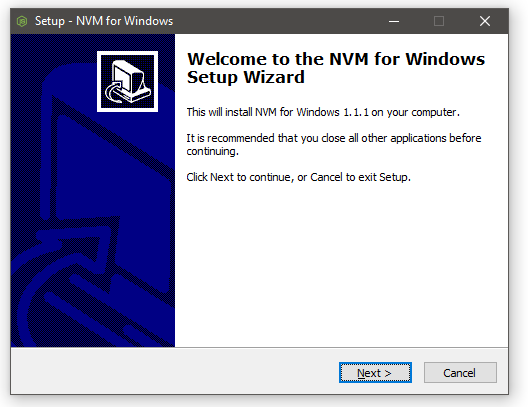 Setup - NVM for Windows
Welcome to the NVM for Windows
Setup Wizard
This will install NVM for Windows 1.1.1 on your computer.
It is recommended that you close all other applications before
continuing.
Click Next to continue, or Cancel to exit Setup.
Next >
Cancel